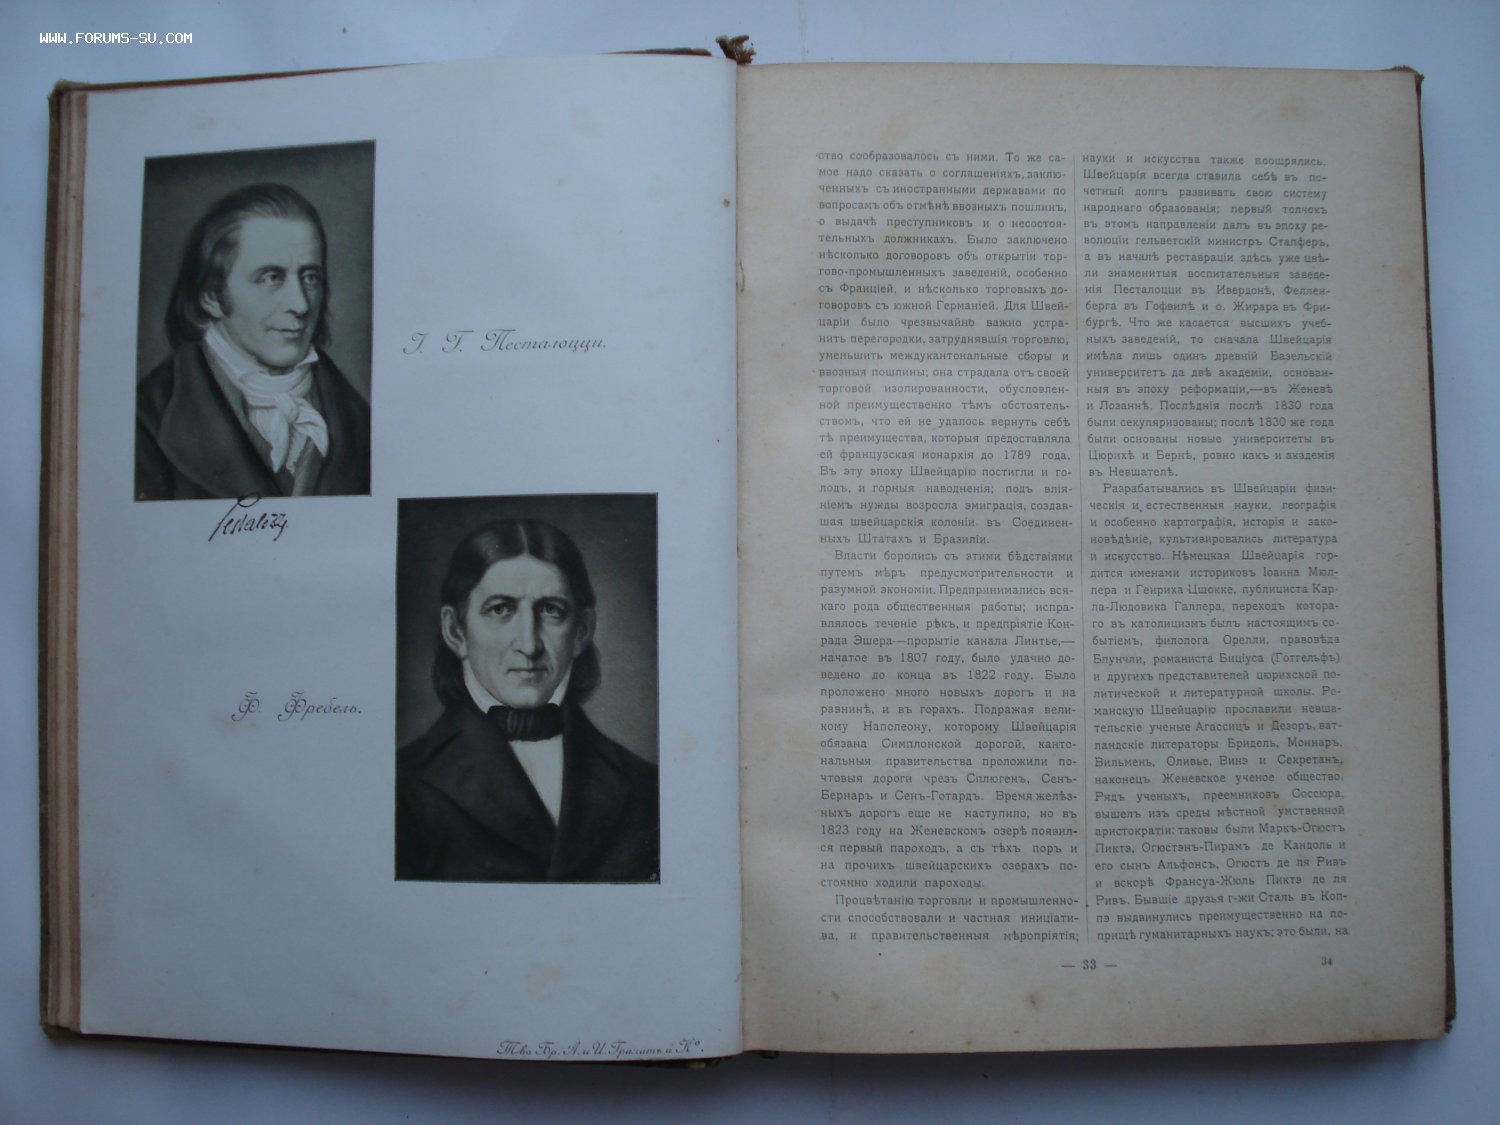 WWW.FORUMS-SU.COM
І. Г. Песталоцци.
Pestalozzj.
Ф. Фребель.
Т-во Бр. А. и И. Гранатъ и Ко.
ство сообразовалось съ ними. То же са-
мое надо сказать о соглашеніяхъ, заклю-
ченныхъ съ иностранными державами по
вопросамъ объ отмѣнѣ ввозныхъ пошлинъ,
о выдачѣ преступниковъ и о несостоя-
тельныхъ должникахъ. Было заключено
нѣсколько договоровъ объ открытіи тор-
гово-промышленныхъ заведеній, особенно
съ Франціей, и нѣсколько торговыхъ до-
говоровъ съ южной Германіей. Для Швей-
царіи было чрезвычайно важно устра-
нить перегородки, затруднявшія торговлю,
уменьшить междукантональные сборы и
ввозныя пошлины; она страдала отъ своей
торговой изолированности, обусловлен-
ной преимущественно тѣмъ обстоятель-
ствомъ, что ей не удалось вернуть себѣ
тѣ преимущества, которыя предоставляла
ей французская монархія до 1789 года.
Въ эту эпоху Швейцарію постигли и го-
лодъ, и горныя наводненія; подъ влія-
ніемъ нужды возросла эмиграція, создав-
шая швейцарскія колоніи въ Соединен-
ныхъ Штатахъ и Бразиліи.
Власти боролись съ этими бѣдствіями
путемъ мѣръ предусмотрительности и
разумной экономіи. Предпринимались вся-
каго рода общественныя работы; испра-
влялось теченіе рѣкъ, и предпріятіе Кон-
рада Эшера—прорытіе канала Линтье,—
начатое въ 1807 году, было удачно до-
ведено до конца въ 1822 году. Было
проложено много новыхъ дорогъ и на
равнинѣ, и въ горахъ. Подражая вели-
кому Наполеону, которому Швейцарія
обязана Симплонской дорогой, канто-
нальныя правительства проложили по-
чтовыя дороги чрезъ Сплюгенъ, Сенъ-
Бернаръ и Сенъ-Готардъ. Время желѣз-
ныхъ дорогъ еще не наступило, но въ
1823 году на Женевскомъ озерѣ появил-
ся первый пароходъ, а съ тѣхъ поръ и
на прочихъ швейцарскихъ озерахъ по-
стоянно ходили пароходы.
Процвѣтанію торговли и промышленно-
сти способствовали и частная иниціати-
ва, и правительственныя мѣропріятія;
науки и искусства также поощрялись.
Швейцарія всегда ставила себѣ въ по-
четный долгъ развивать свою систему
народнаго образованія; первый толчокъ
въ этомъ направленіи далъ въ эпоху ре-
волюціи гельветскій министръ Стапферъ,
а въ началѣ реставраціи здѣсь уже цвѣ-
ли знаменитыя воспитательныя заведе-
нія Песталоцци въ Ивердонѣ, Феллен-
берга въ Гофвилѣ и о. Жирара въ Фри-
бургѣ. Что же касается высшихъ учеб-
ныхъ заведеній, то сначала Швейцарія
имѣла лишь одинъ древній Базельскій
университетъ да двѣ академіи, основан-
ныя въ эпоху реформаціи,—въ Женевѣ
и Лозаннѣ. Послѣднія послѣ 1830 года
были секуляризованы; послѣ 1830 же года
были основаны новые университеты въ
Цюрихѣ и Бернѣ, ровно какъ и академія
въ Невшателѣ.
Разрабатывались въ Швейцаріи физи-
ческія и естественныя науки, географія
и особенно картографія, исторія и зако-
новѣдѣніе, культивировались литература
и искусство. Нѣмецкая Швейцарія гор-
дится именами историковъ Іоанна Мюл-
лера и Генриха Цшокке, публициста Кар-
ла-Людовика Галлера, переходъ котора-
го въ католицизмъ былъ настоящимъ со-
бытіемъ, филолога Орелли, правовѣда
Блунчли, романиста Биціуса (Готгельфъ)
и другихъ представителей цюрихской по-
литической и литературной школы. Ро-
манскую Швейцарію прославили невша-
тельскіе ученые Агассицъ и Дезоръ, ват-
ландскіе литераторы Бридель, Моннаръ,
Вильменъ, Оливье, Винэ и Секретанъ,
наконецъ Женевское ученое общество.
Рядъ ученыхъ, преемниковъ Соссюра,
вышелъ изъ среды мѣстной умственной
аристократіи: таковы были Маркъ-Огюстъ
Пиктэ, Огюстэнъ-Пирамъ де Кандоль и
его сынъ Альфонсъ, Огюстъ де ля Ривъ
и вскорѣ Франсуа-Жюль Пиктэ де ля
Ривъ. Бывшіе друзья г-жи Сталь въ Коп-
пэ выдвинулись преимущественно на по-
прищѣ гуманитарныхъ наукъ; это были, на
— 33 —
34